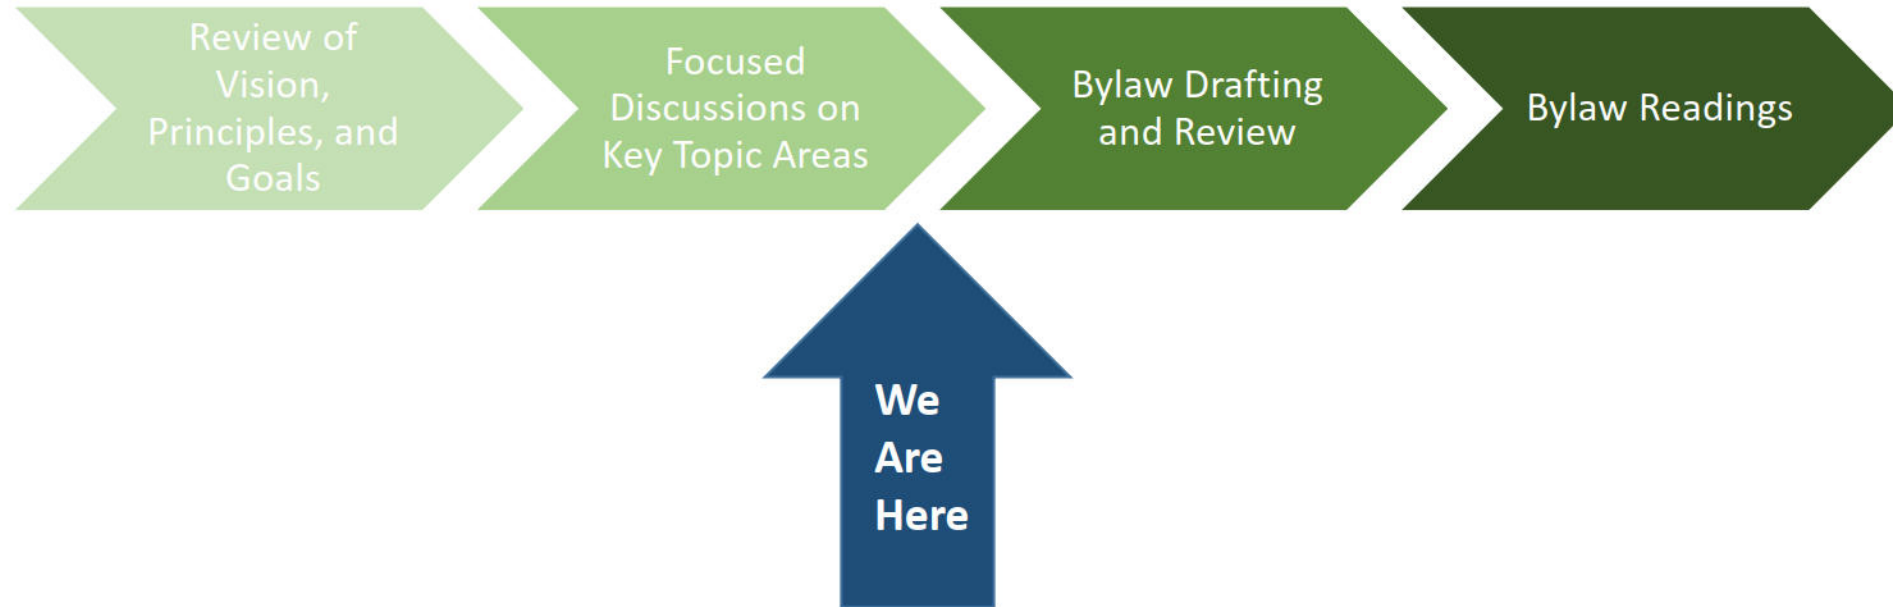 Review of
Vision,
Principles, and
Goals
Focused
Discussions on
Key Topic Areas
Bylaw Drafting
and Review
Bylaw Readings
We
Are
Here